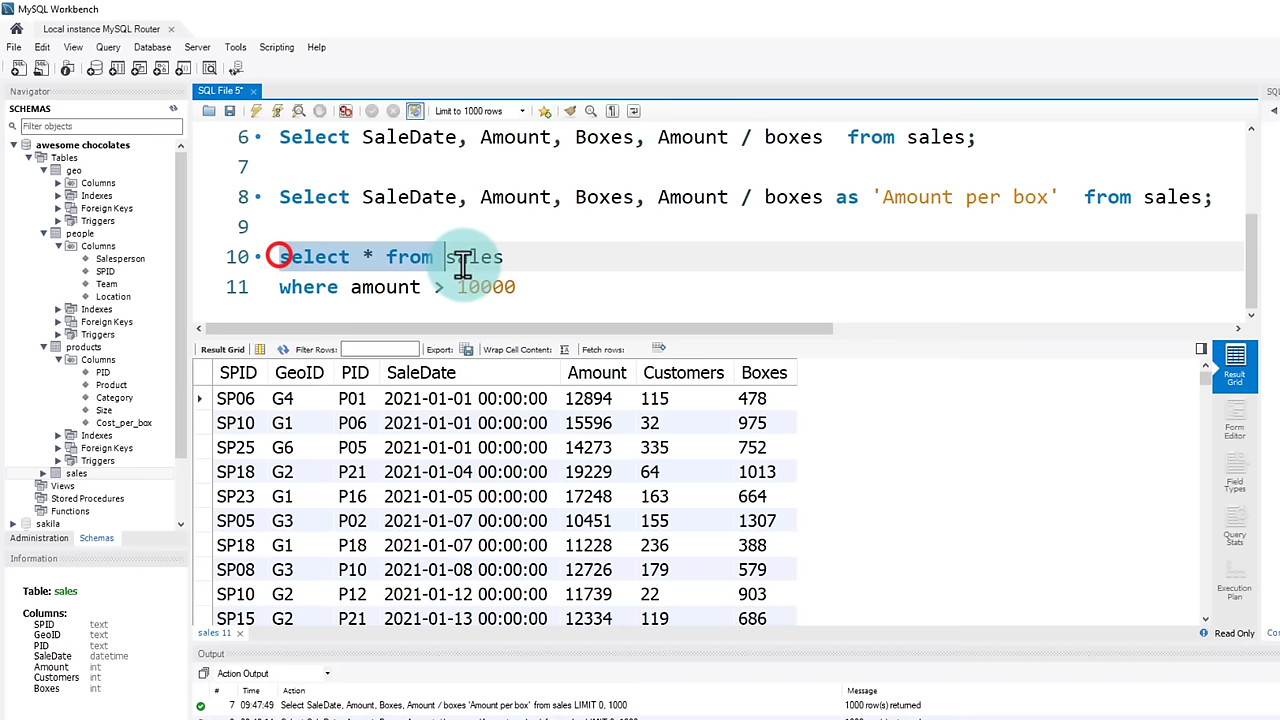 MySQL Workbench
Local instance MySQL Router
File Edit View Query Database Server Tools Scripting Help
Navigator
SCHEMAS
Filter objects
awesome chocolates
Tables
geo
Columns
Indexes
Foreign Keys
Triggers
people
Columns
Salesperson
SPID
Team
Location
Indexes
Foreign Keys
Triggers
products
Columns
PID
Product
Category
Size
Cost_per_box
Indexes
Foreign Keys
Triggers
sales
Views
Stored Procedures
Functions
sakila
Administration Schemas
Information
Table: sales
Columns:
SPID text
GeoID text
PID text
SaleDate datetime
Amount int
Customers int
Boxes int
SQL File 5*
Limit to 1000 rows
6 Select SaleDate, Amount, Boxes, Amount / boxes from sales;
7
8 Select SaleDate, Amount, Boxes, Amount / boxes as 'Amount per box' from sales;
9
10 select * from sales
11 where amount > 10000
Result Grid Filter Rows: Export: Wrap Cell Content: Fetch rows:
SPID GeoID PID SaleDate Amount Customers Boxes
SP06 G4 P01 2021-01-01 00:00:00 12894 115 478
SP10 G1 P06 2021-01-01 00:00:00 15596 32 975
SP25 G6 P05 2021-01-01 00:00:00 14273 335 752
SP18 G2 P21 2021-01-04 00:00:00 19229 64 1013
SP23 G1 P16 2021-01-05 00:00:00 17248 163 664
SP05 G3 P02 2021-01-07 00:00:00 10451 155 1307
SP18 G1 P18 2021-01-07 00:00:00 11228 236 388
SP08 G3 P10 2021-01-08 00:00:00 12726 179 579
SP10 G2 P12 2021-01-12 00:00:00 11739 22 903
SP15 G2 P21 2021-01-13 00:00:00 12334 119 686
Result
Grid
Form
Editor
Field
Types
Query
Stats
Execution
Plan
sales 11
Read Only
Output
Action Output
# Time Action Message
7 09:47:49 Select SaleDate, Amount, Boxes, Amount / boxes 'Amount per box' from sales LIMIT 0, 1000 1000 row(s) returned